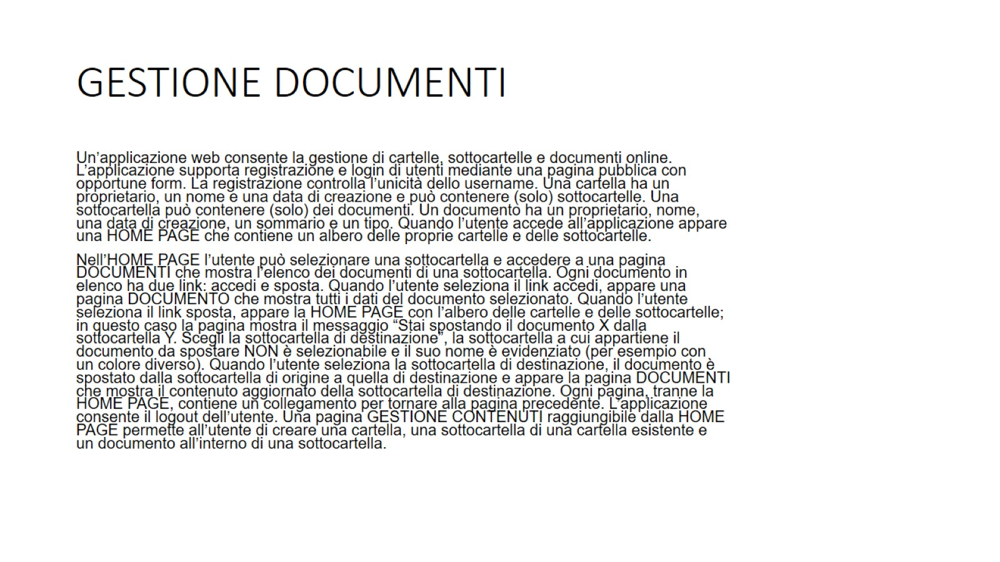 GESTIONE DOCUMENTI
Un’applicazione web consente la gestione di cartelle, sottocartelle e documenti online.
L’applicazione supporta registrazione e login di utenti mediante una pagina pubblica con
opportune form. La registrazione controlla l’unicità dello username. Una cartella ha un
proprietario, un nome e una data di creazione e può contenere (solo) sottocartelle. Una
sottocartella può contenere (solo) dei documenti. Un documento ha un proprietario, nome,
una data di creazione, un sommario e un tipo. Quando l’utente accede all’applicazione appare
una HOME PAGE che contiene un albero delle proprie cartelle e delle sottocartelle.
Nell’HOME PAGE l’utente può selezionare una sottocartella e accedere a una pagina
DOCUMENTI che mostra l’elenco dei documenti di una sottocartella. Ogni documento in
elenco ha due link: accedi e sposta. Quando l’utente seleziona il link accedi, appare una
pagina DOCUMENTO che mostra tutti i dati del documento selezionato. Quando l’utente
seleziona il link sposta, appare la HOME PAGE con l’albero delle cartelle e delle sottocartelle;
in questo caso la pagina mostra il messaggio “Stai spostando il documento X dalla
sottocartella Y. Scegli la sottocartella di destinazione”, la sottocartella a cui appartiene il
documento da spostare NON è selezionabile e il suo nome è evidenziato (per esempio con
un colore diverso). Quando l’utente seleziona la sottocartella di destinazione, il documento è
spostato dalla sottocartella di origine a quella di destinazione e appare la pagina DOCUMENTI
che mostra il contenuto aggiornato della sottocartella di destinazione. Ogni pagina, tranne la
HOME PAGE, contiene un collegamento per tornare alla pagina precedente. L’applicazione
consente il logout dell’utente. Una pagina GESTIONE CONTENUTI raggiungibile dalla HOME
PAGE permette all’utente di creare una cartella, una sottocartella di una cartella esistente e
un documento all’interno di una sottocartella.